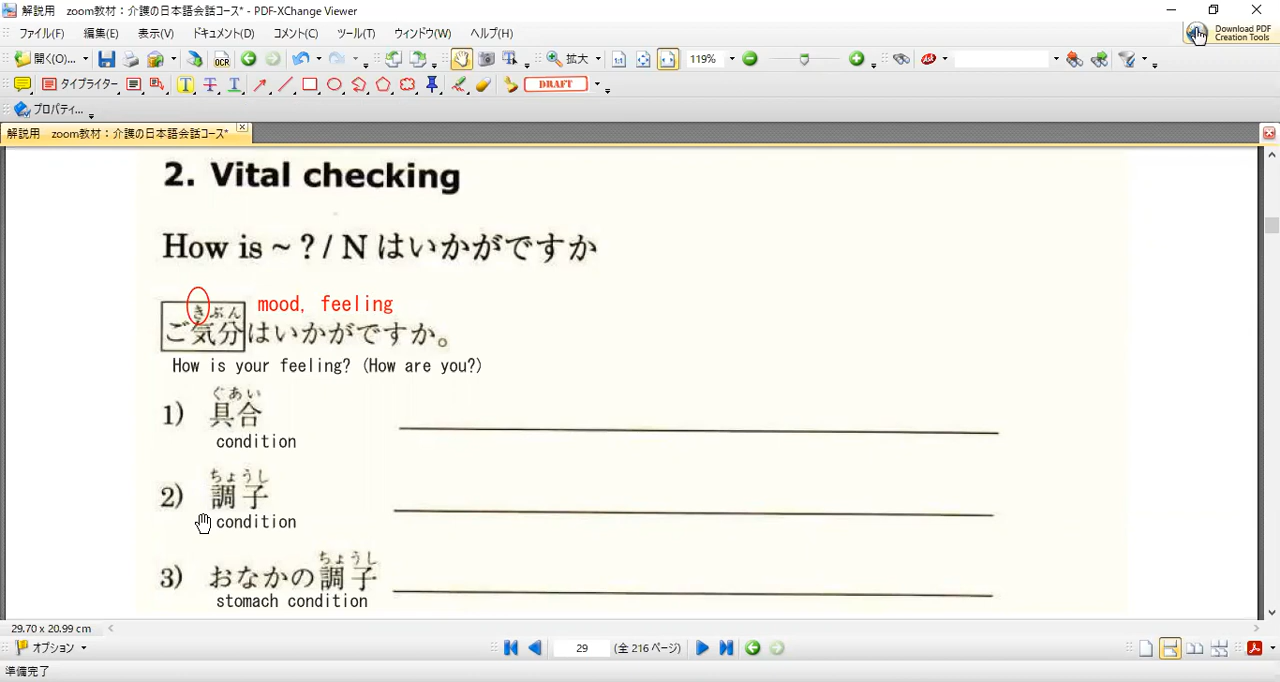 解説用 zoom教材：介護の日本語会話コース* - PDF-XChange Viewer
ファイル(F) 編集(E) 表示(V) ドキュメント(D) コメント(C) ツール(T) ウィンドウ(W) ヘルプ(H)
Download PDF
Creation Tools
開く(O)... OCR 拡大 1:1 119%
タイプライター T T T DRAFT
プロパティ...
解説用 zoom教材：介護の日本語会話コース*
2. Vital checking
How is ~ ? / N はいかがですか
きぶん mood, feeling
ご気分はいかがですか。
How is your feeling? (How are you?)
ぐあい
1) 具合
condition
ちょうし
2) 調子
condition
ちょうし
3) おなかの調子
stomach condition
29.70 x 20.99 cm
オプション 29 (全 216 ページ)
準備完了